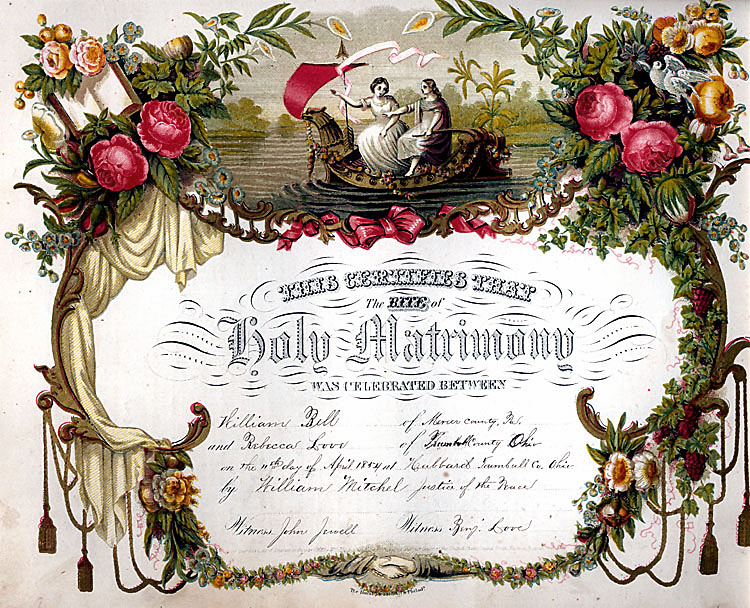 THIS CERTIFIES THAT
The RITE of
Holy Matrimony
WAS CELEBRATED BETWEEN
William Bell of Mercer county, Pa.
and Rebecca Love of Trumbull County Ohio
on the 11th day of April 1854 at Hubbard Trumbull Co. Ohio
by William Mitchel Justice of the Peace
Witness John Jewell Witness Benj. Love